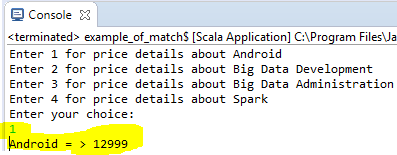 Console
<terminated> example_of_match$ [Scala Application] C:\Program Files\Ja
Enter 1 for price details about Android
Enter 2 for price details about Big Data Development
Enter 3 for price details about Big Data Administration
Enter 4 for price details about Spark
Enter your choice:
1
Android = > 12999